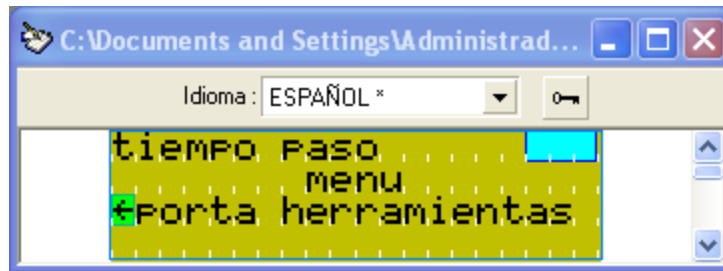 C:\Documents and Settings\Administrad...
Idioma : ESPAÑOL *
tiempo paso
menu
←porta herramientas